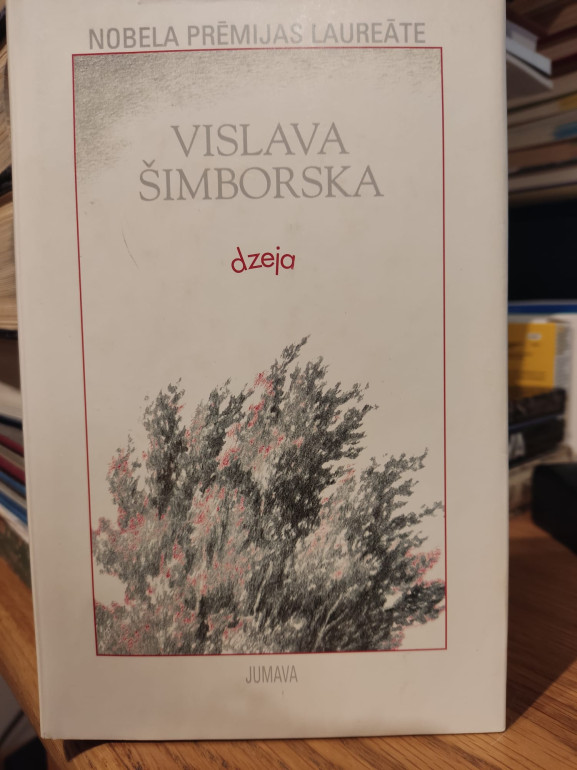 NOBELA PRĒMIJAS LAUREĀTE
VISLAVA
ŠIMBORSKA
dzeja
JUMAVA